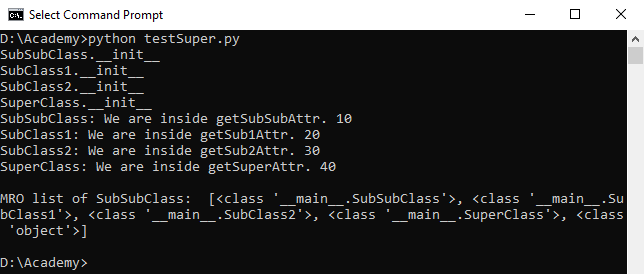 Select Command Prompt
D:\Academy>python testSuper.py
SubSubClass.__init__
SubClass1.__init__
SubClass2.__init__
SuperClass.__init__
SubSubClass: We are inside getSubSubAttr. 10
SubClass1: We are inside getSub1Attr. 20
SubClass2: We are inside getSub2Attr. 30
SuperClass: We are inside getSuperAttr. 40
MRO list of SubSubClass:  [<class '__main__.SubSubClass'>, <class '__main__.Su
bClass1'>, <class '__main__.SubClass2'>, <class '__main__.SuperClass'>, <class
 'object'>]
D:\Academy>